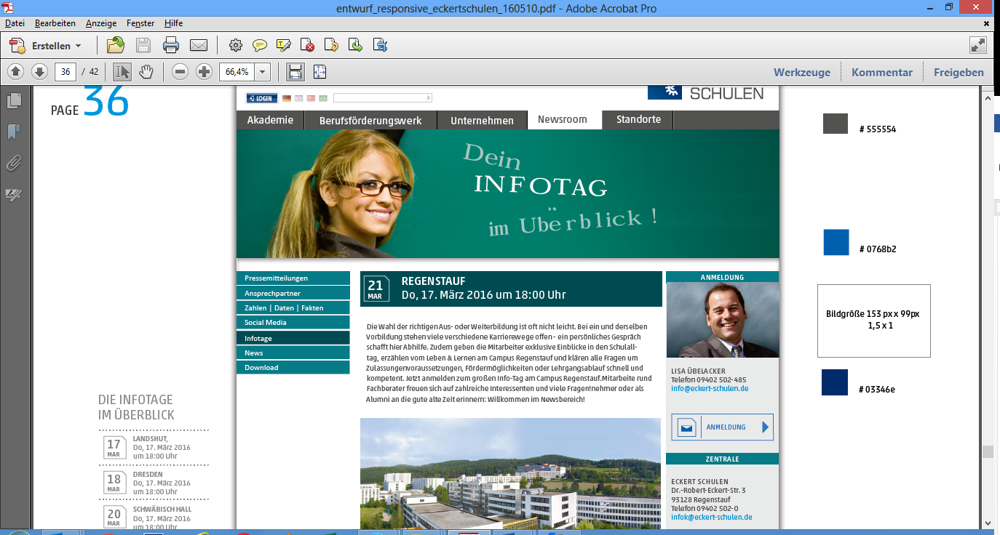 entwurf_responsive_eckertschulen_160510.pdf - Adobe Acrobat Pro
Datei Bearbeiten Anzeige Fenster Hilfe
Erstellen
36 / 42 66,4% Werkzeuge Kommentar Freigeben
PAGE 36
LOGIN
SCHULEN
Akademie Berufsförderungswerk Unternehmen Newsroom Standorte
Dein
INFOTAG
im Überblick !
Pressemitteilungen
Ansprechpartner
Zahlen | Daten | Fakten
Social Media
Infotage
News
Download
21 MAR
REGENSTAUF
Do, 17. März 2016 um 18:00 Uhr
Die Wahl der richtigen Aus- oder Weiterbildung ist oft nicht leicht. Bei ein und derselben
Vorbildung stehen viele verschiedene Karrierewege offen - ein persönliches Gespräch
schafft hier Abhilfe. Zudem geben die Mitarbeiter exklusive Einblicke in den Schulall-
tag, erzählen vom Leben & Lernen am Campus Regenstauf und klären alle Fragen um
Zulassungenvoraussetzungen, Fördermöglichkeiten oder Lehrgangsablauf schnell und
kompetent. Jetzt anmelden zum großen Info-Tag am Campus Regenstauf.Mitarbeite rund
Fachberater freuen sich auf zahlreiche Interessenten und viele Fragen!nehmer oder als
Alumni an die gute alte Zeit erinnern: Willkommen im Newsbereich!
ANMELDUNG
LISA ÜBELACKER
Telefon 09402 502-485
info@eckert-schulen.de
ANMELDUNG
ZENTRALE
ECKERT SCHULEN
Dr.-Robert-Eckert-Str. 3
93128 Regenstauf
Telefon 09402 502-0
infok@eckert-schulen.de
DIE INFOTAGE
IM ÜBERBLICK
17 MAR
LANDSHUT,
Do, 17. März 2016
um 18:00 Uhr
18 MAR
DRESDEN
Do, 17. März 2016
um 18:00 Uhr
20 MAR
SCHWÄBISCH HALL
Do, 17. März 2016
um 18:00 Uhr
# 555554
# 0768b2
Bildgröße 153 px x 99px
1,5 x 1
# 03346e